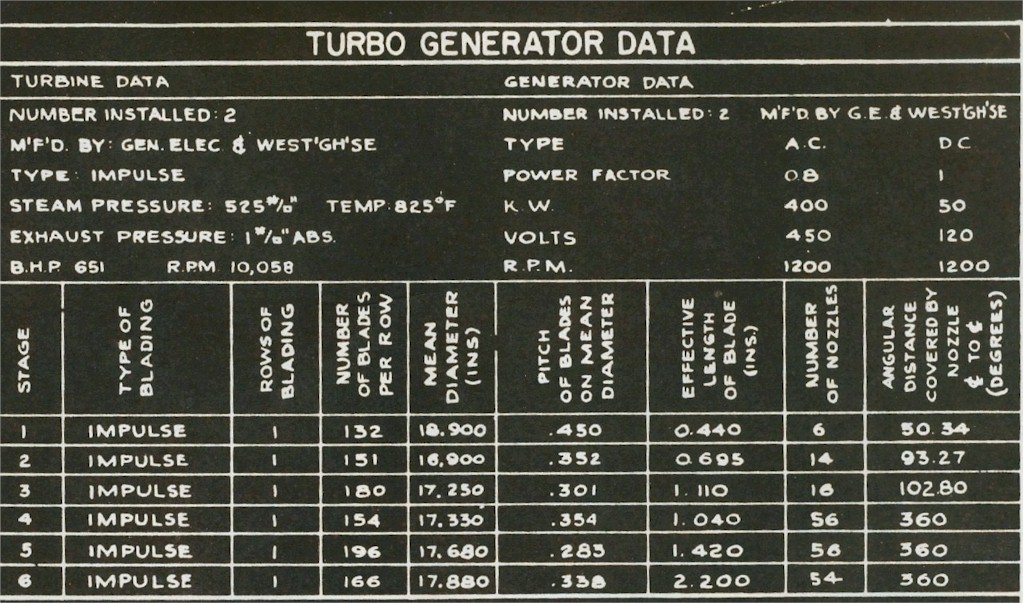 TURBO GENERATOR DATA
TURBINE DATA GENERATOR DATA
NUMBER INSTALLED: 2 NUMBER INSTALLED: 2 M'F'D. BY G.E. & WEST'GH'SE
M'F'D. BY: GEN. ELEC & WEST'GH'SE TYPE A.C. D C
TYPE: IMPULSE POWER FACTOR 0.8 1
STEAM PRESSURE: 525#/□" TEMP: 825°F K.W. 400 50
EXHAUST PRESSURE: 1#/□" ABS. VOLTS 450 120
B.H.P. 651 R.P.M. 10,058 R.P.M. 1200 1200
STAGE
TYPE OF
BLADING
ROWS OF
BLADING
NUMBER
OF BLADES
PER ROW
MEAN
DIAMETER
(INS.)
PITCH
OF BLADES
ON MEAN
DIAMETER
EFFECTIVE
LENGTH
OF BLADE
(INS.)
NUMBER
OF NOZZLES
ANGULAR
DISTANCE
COVERED BY
NOZZLE
℄ TO ℄
(DEGREES)
1 IMPULSE 1 132 18.900 .450 0.440 6 50.34
2 IMPULSE 1 151 16,900 .352 0.695 14 93.27
3 IMPULSE 1 180 17.250 .301 1.110 16 102.80
4 IMPULSE 1 154 17.330 .354 1.040 56 360
5 IMPULSE 1 196 17.680 .283 1.420 56 360
6 IMPULSE 1 166 17.880 .338 2.200 54 360